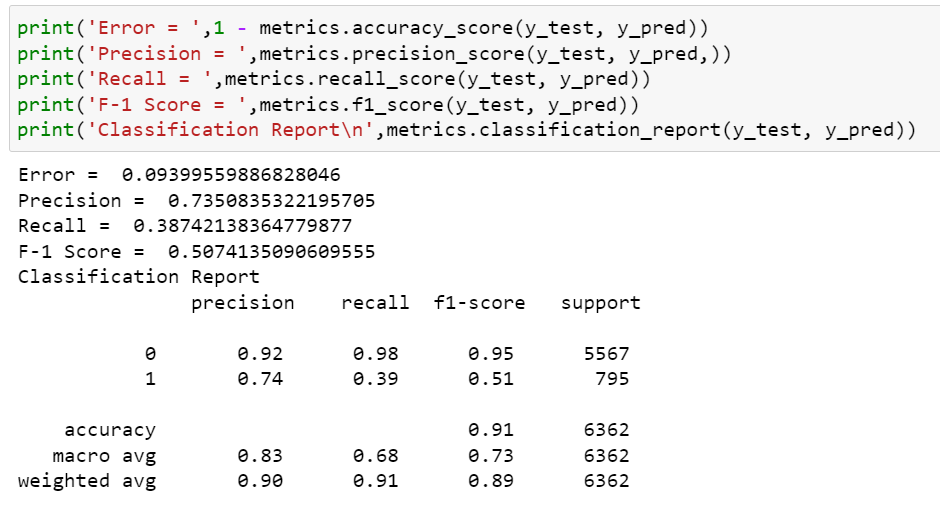 print('Error = ',1 - metrics.accuracy_score(y_test, y_pred))
print('Precision = ',metrics.precision_score(y_test, y_pred,))
print('Recall = ',metrics.recall_score(y_test, y_pred))
print('F-1 Score = ',metrics.f1_score(y_test, y_pred))
print('Classification Report\n',metrics.classification_report(y_test, y_pred))
Error =  0.09399559886828046
Precision =  0.7350835322195705
Recall =  0.38742138364779877
F-1 Score =  0.5074135090609555
Classification Report
               precision    recall  f1-score   support

           0       0.92      0.98      0.95      5567
           1       0.74      0.39      0.51       795

    accuracy                           0.91      6362
   macro avg       0.83      0.68      0.73      6362
weighted avg       0.90      0.91      0.89      6362